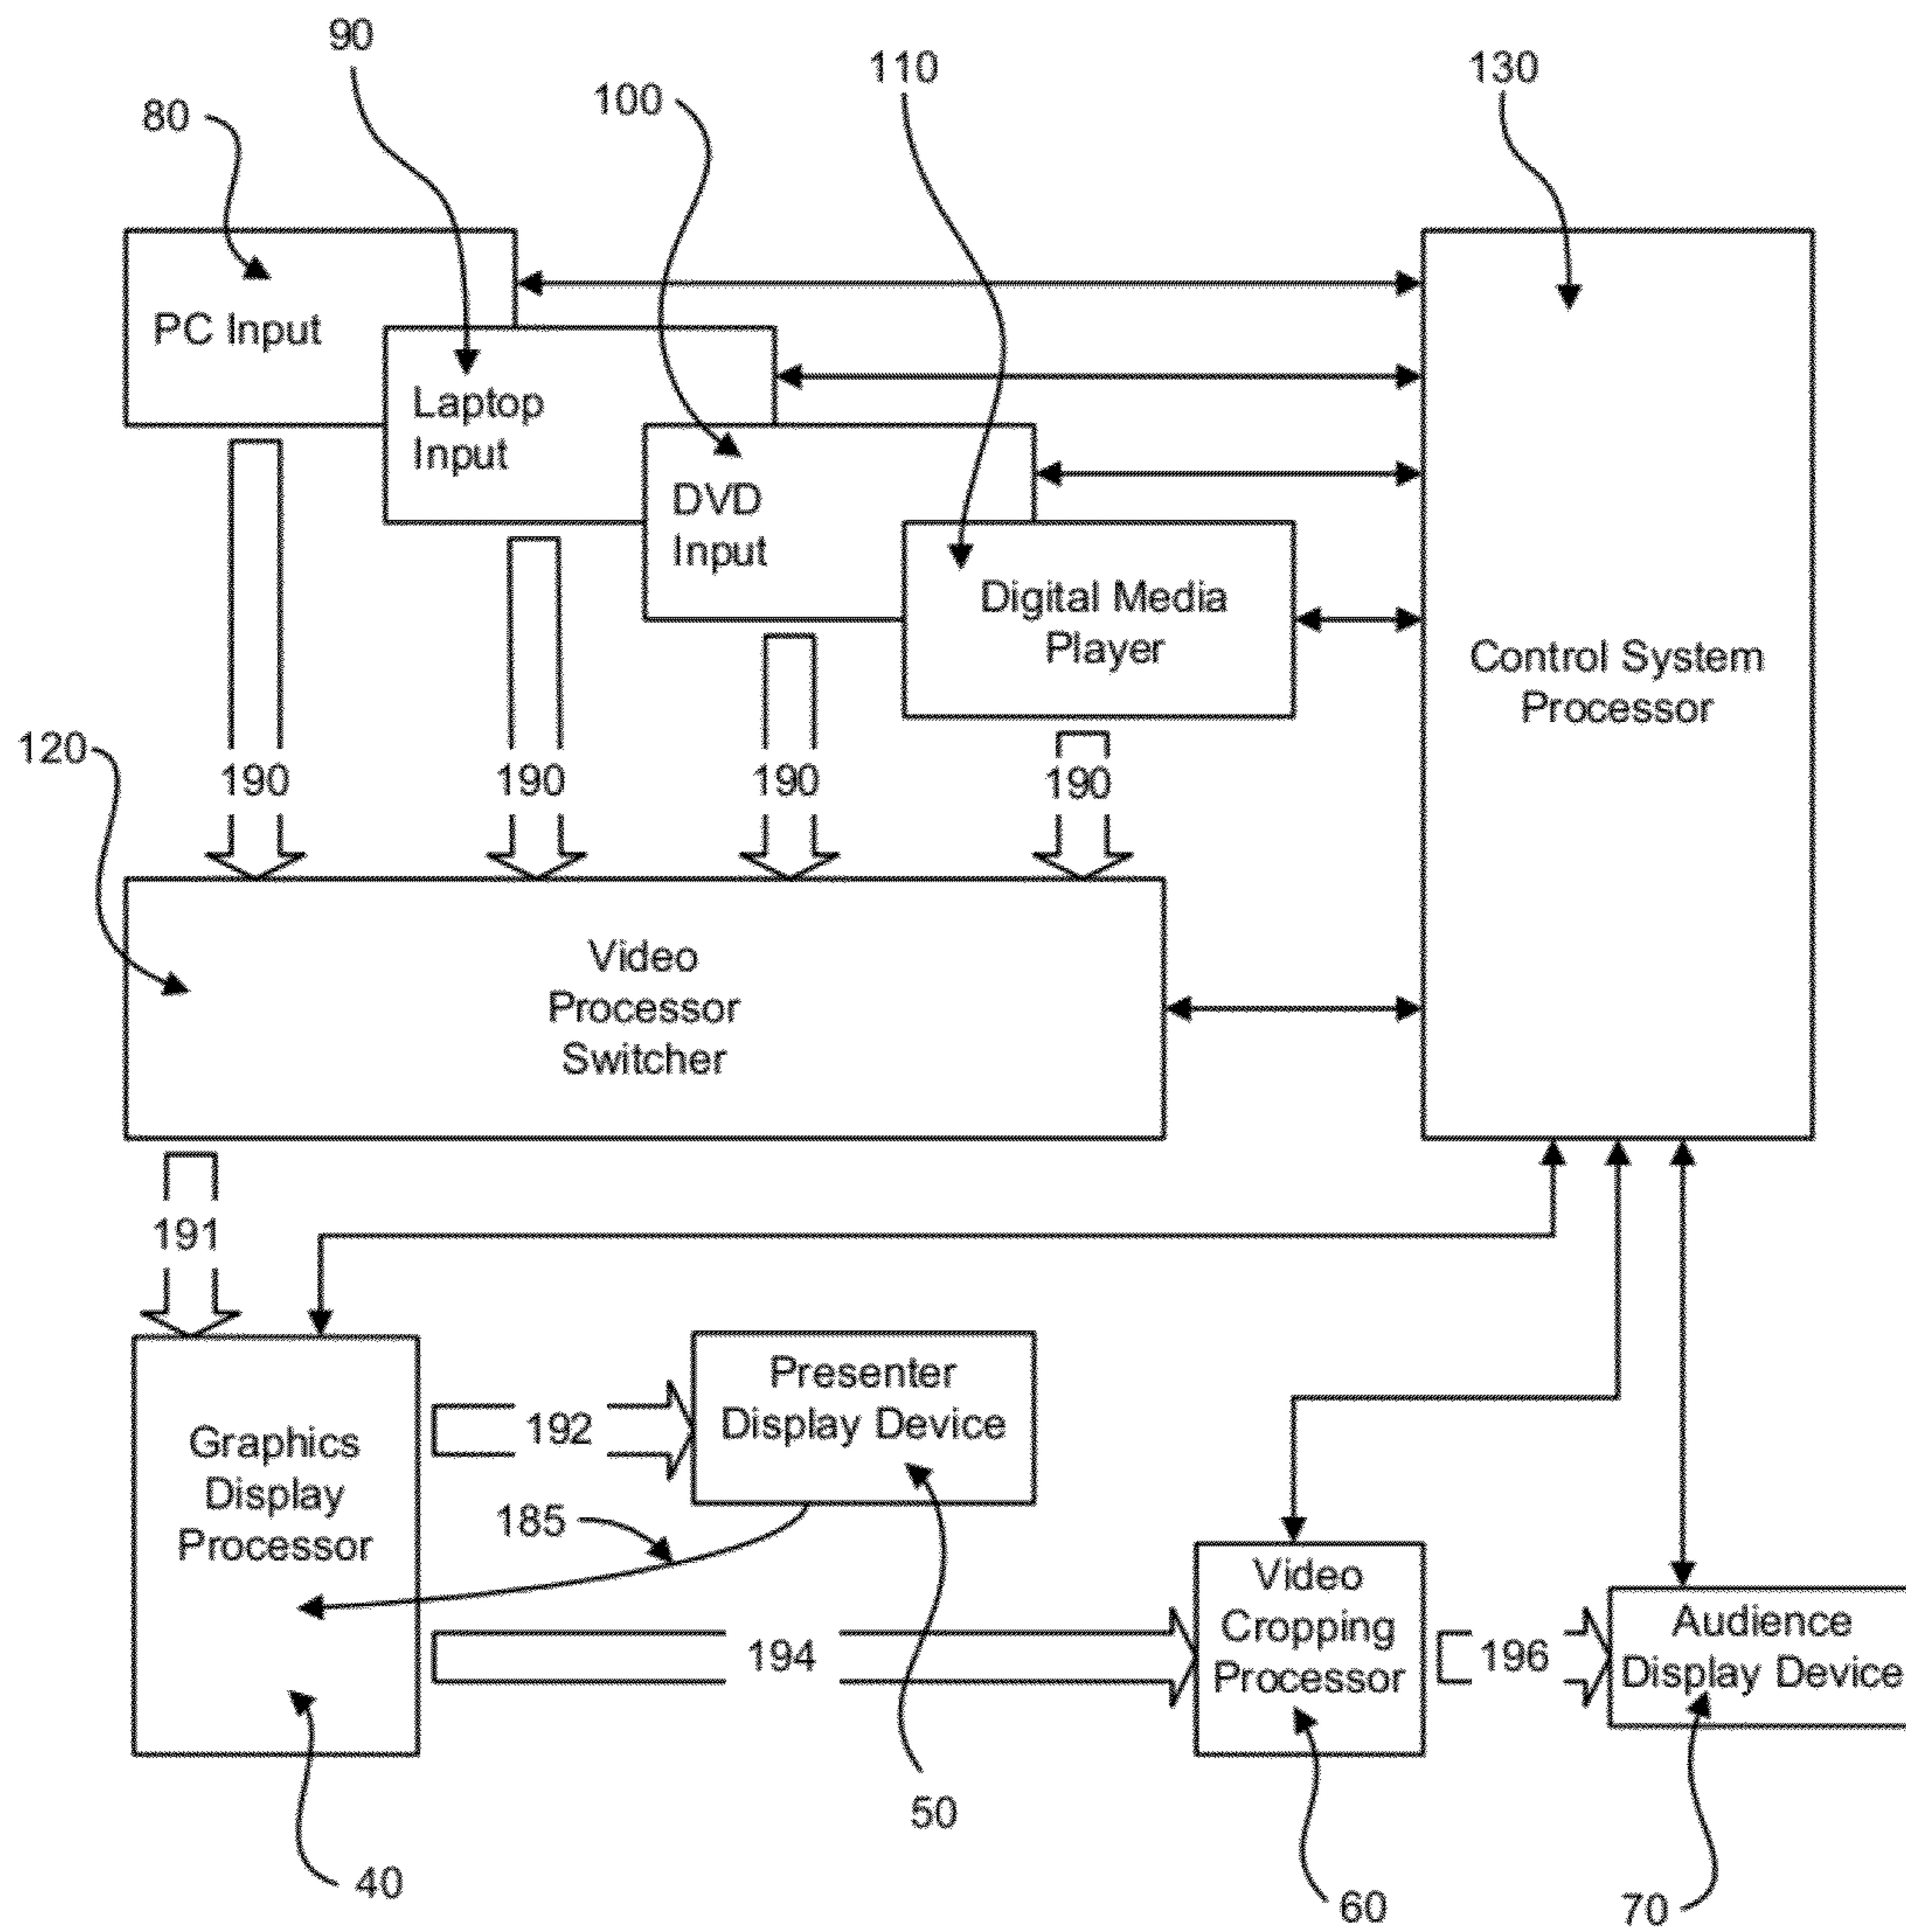 90
110
130
80
100
PC Input
Laptop
Input
DVD
Input
Digital Media
Player
Control System
Processor
120
190
190
190
190
Video
Processor
Switcher
191
Presenter
Display Device
192
Graphics
Display
Processor
185
Video
Cropping
Processor
194
196
Audience
Display Device
50
40
60
70